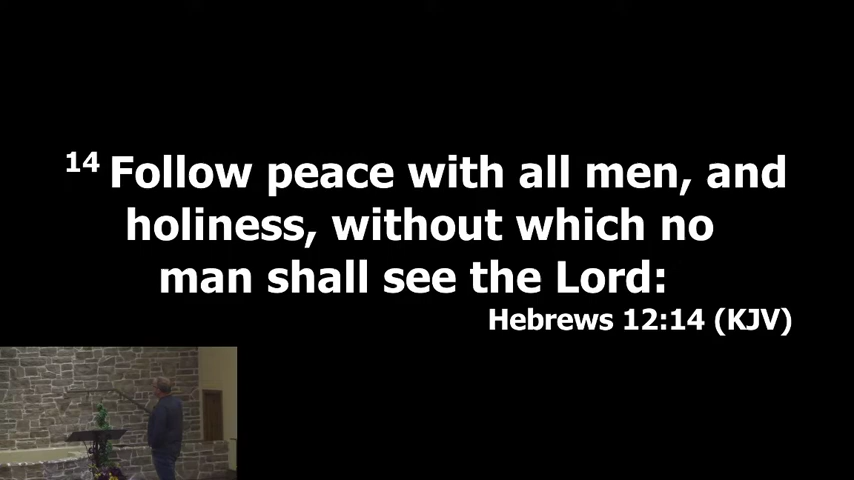 14 Follow peace with all men, and
holiness, without which no
man shall see the Lord:
Hebrews 12:14 (KJV)